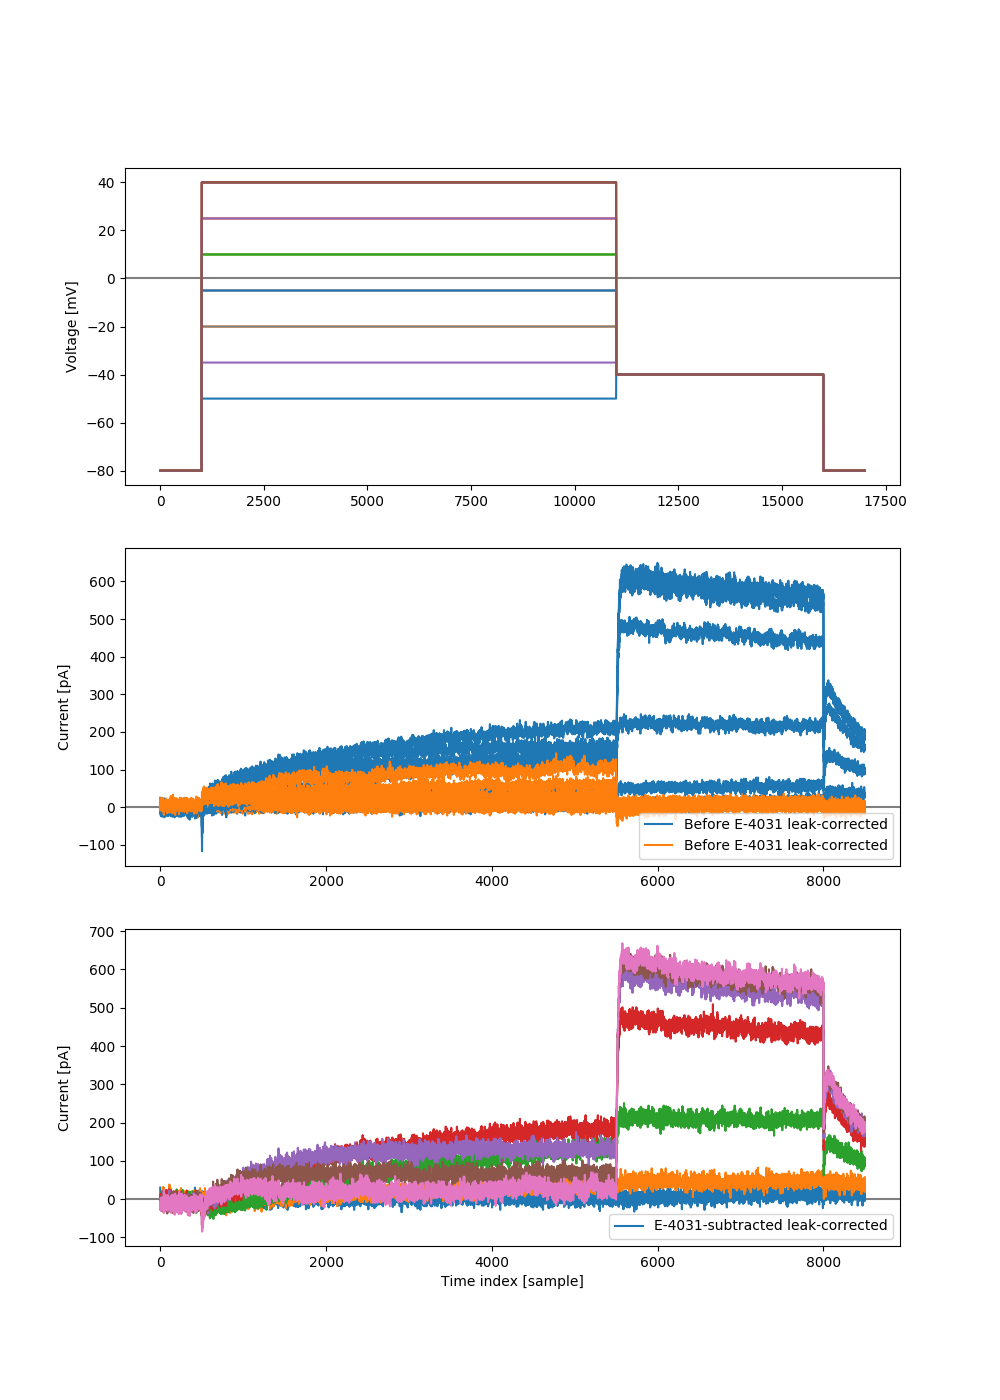 40
20
0
−20
−40
−60
−80
Voltage [mV]
0 2500 5000 7500 10000 12500 15000 17500
600
500
400
300
200
100
0
−100
Current [pA]
Before E-4031 leak-corrected
Before E-4031 leak-corrected
0 2000 4000 6000 8000
700
600
500
400
300
200
100
0
−100
Current [pA]
E-4031-subtracted leak-corrected
0 2000 4000 6000 8000
Time index [sample]